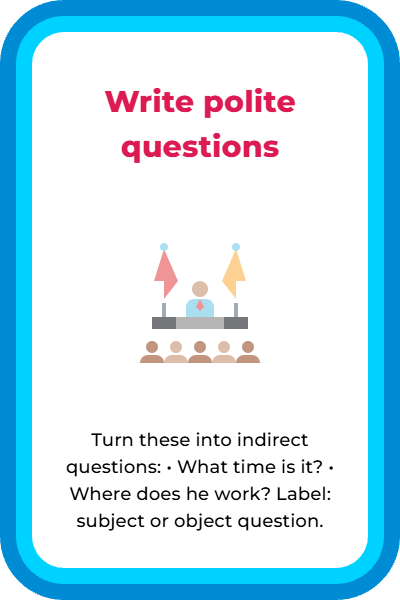 Write polite
questions
Turn these into indirect
questions: • What time is it? •
Where does he work? Label:
subject or object question.